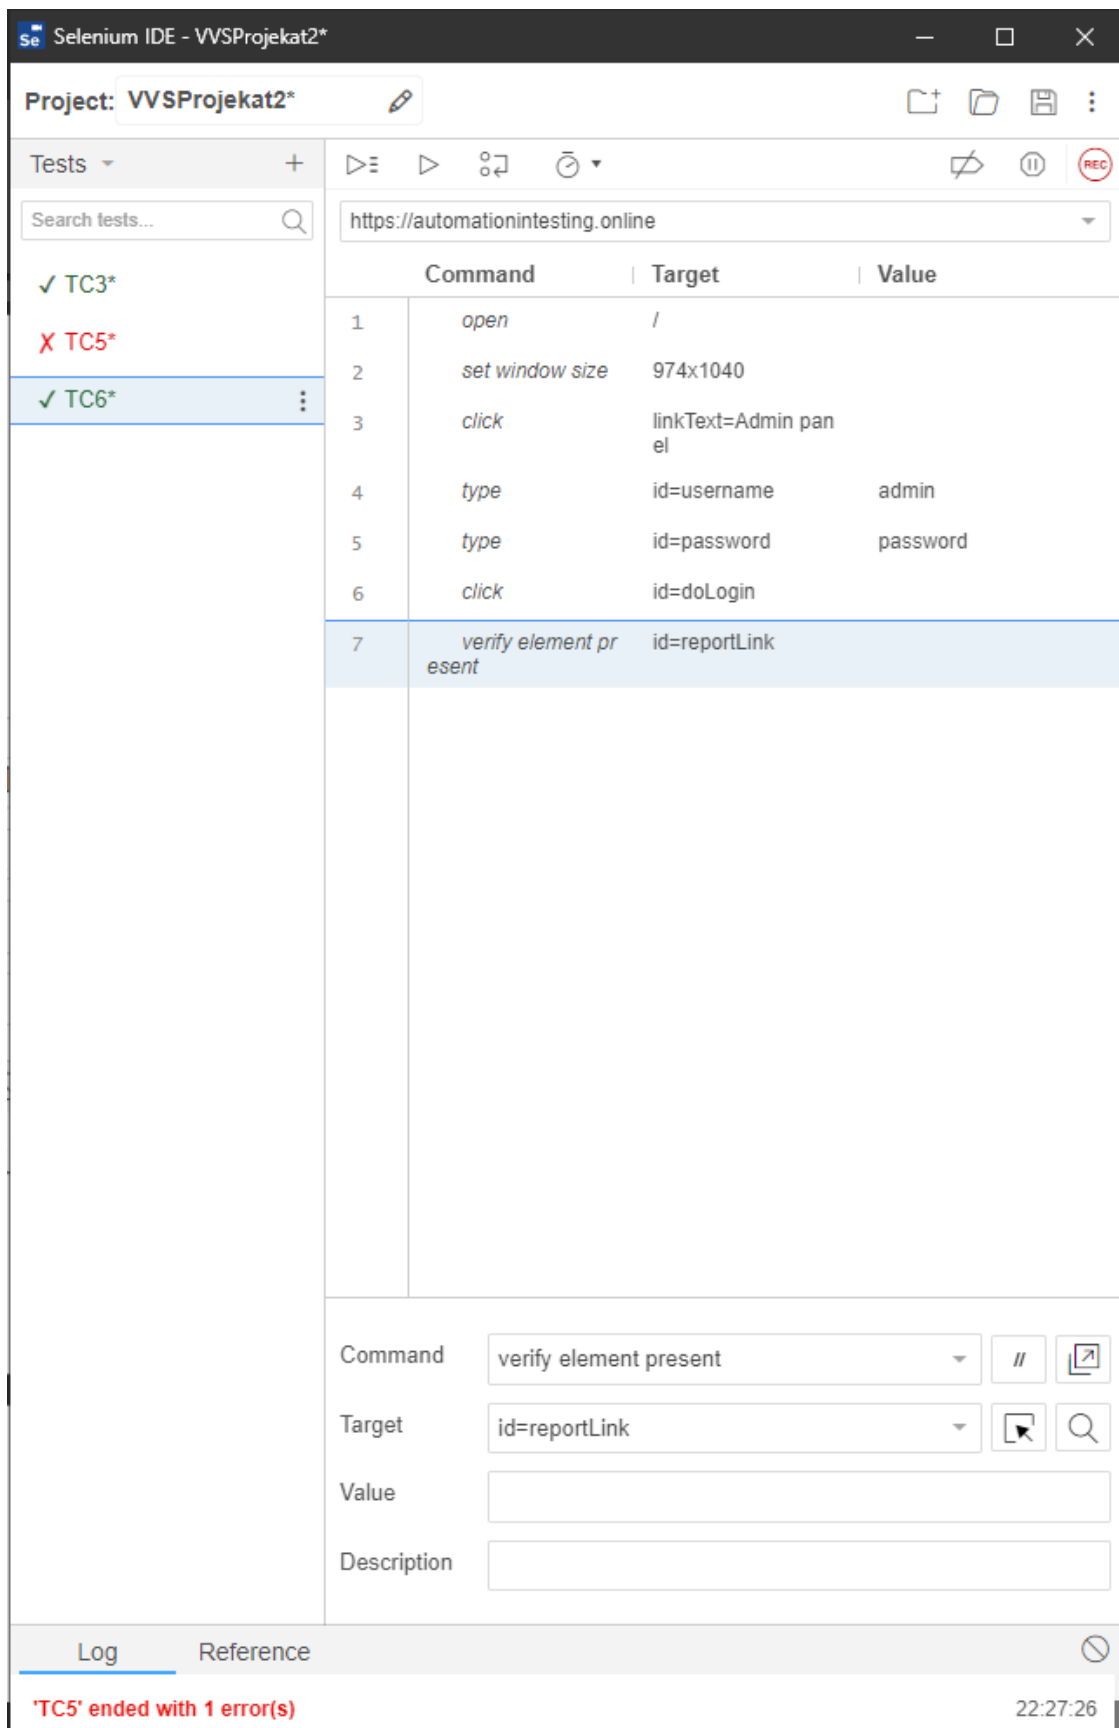 Se Selenium IDE - VVSProjekat2*
Project: VVSProjekat2*
Tests
REC
Search tests...
https://automationintesting.online
Command Target Value
✓ TC3*
✗ TC5*
✓ TC6*
1 open /
2 set window size 974x1040
3 click linkText=Admin pan
el
4 type id=username admin
5 type id=password password
6 click id=doLogin
7 verify element pr id=reportLink
esent
Command verify element present //
Target id=reportLink
Value
Description
Log Reference
'TC5' ended with 1 error(s) 22:27:26